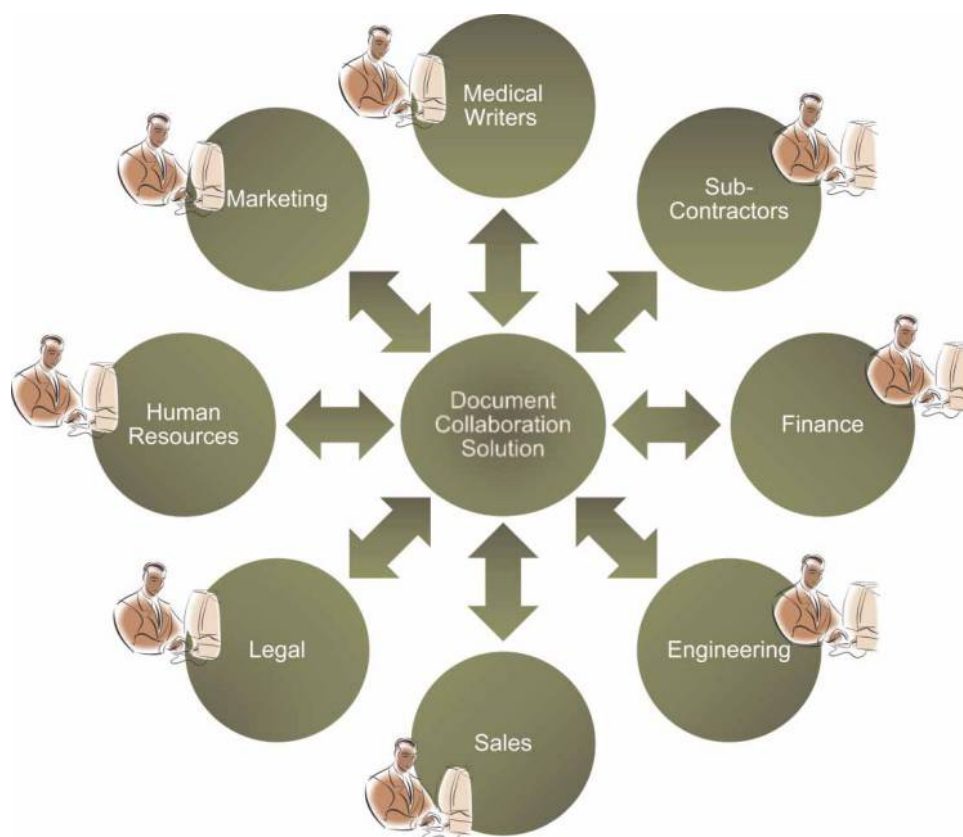 Medical
Writers
Marketing
Sub-
Contractors
Human
Resources
Document
Collaboration
Solution
Finance
Legal
Engineering
Sales